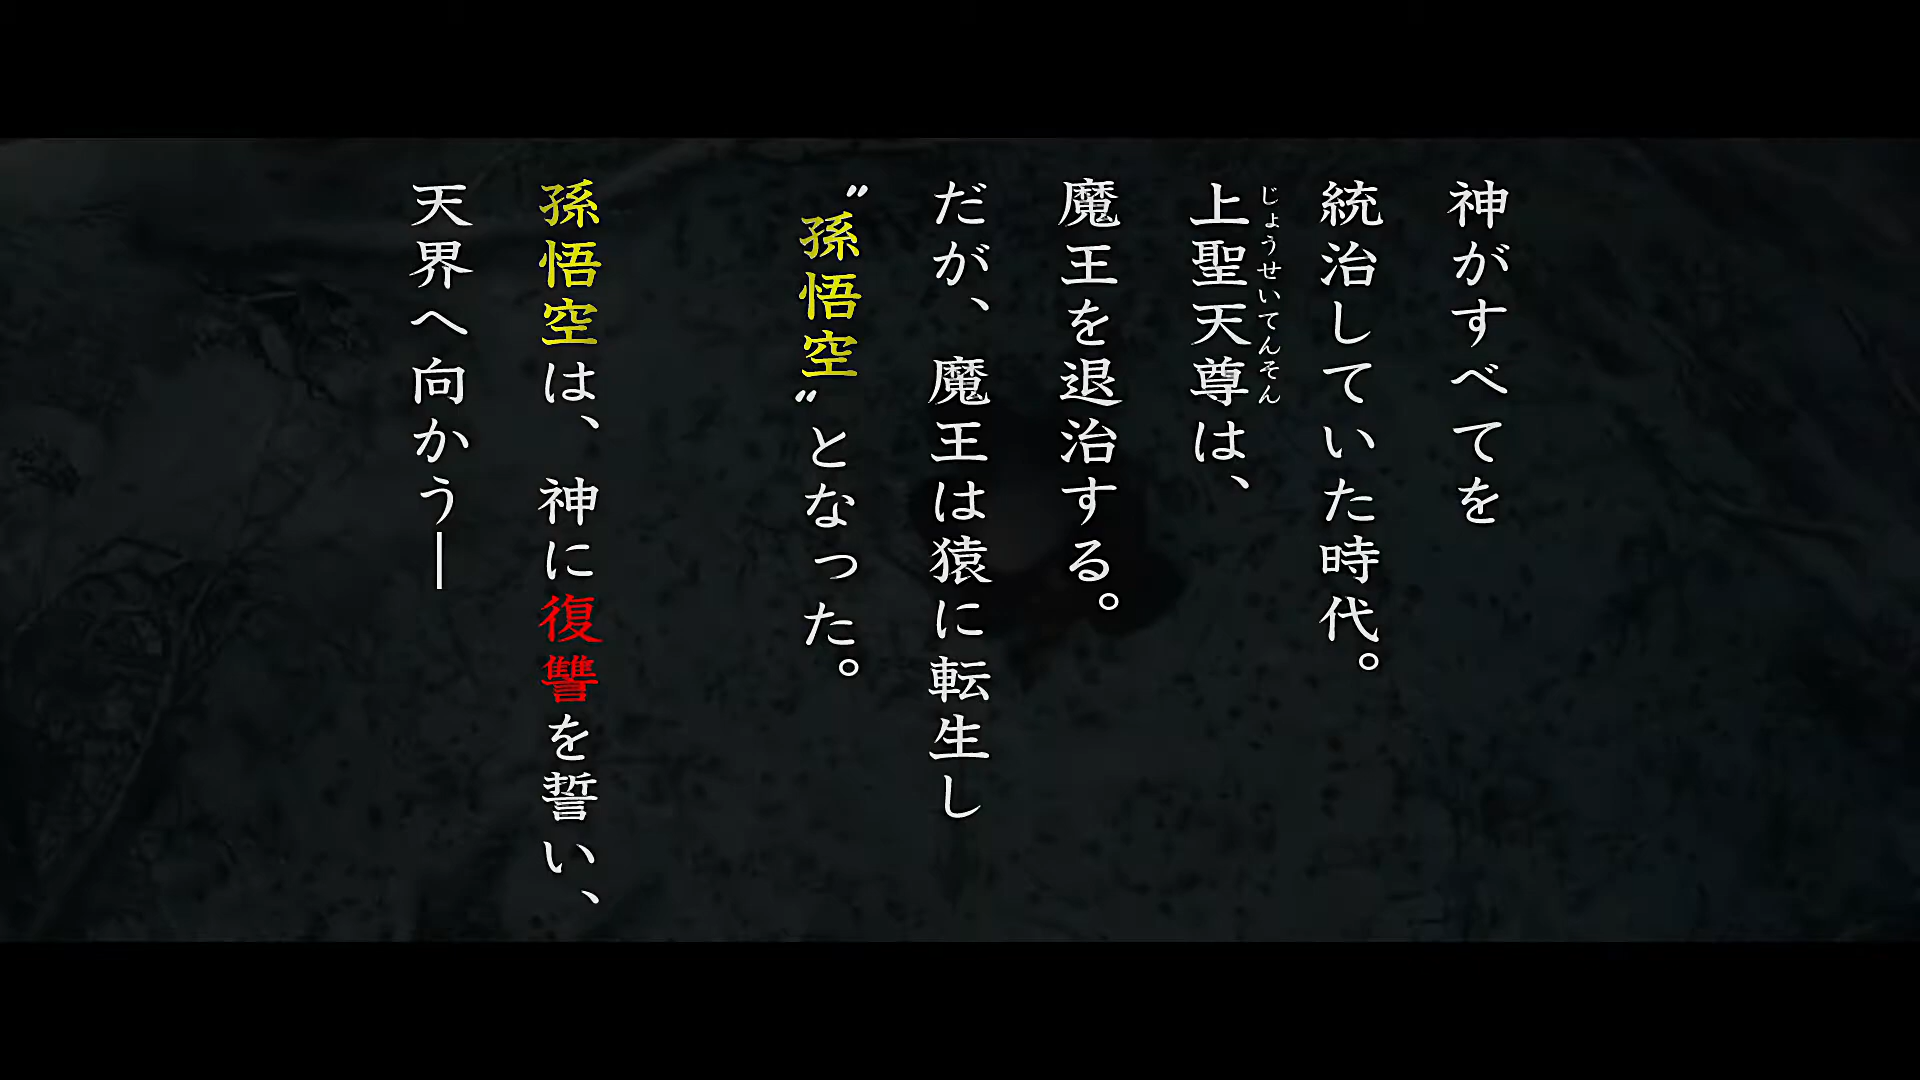 神がすべてを
統治していた時代。
上聖天尊は、
じょうせいてんそん
魔王を退治する。
だが、魔王は猿に転生し
〝孫悟空〟となった。
孫悟空は、神に復讐を誓い、
天界へ向かう―